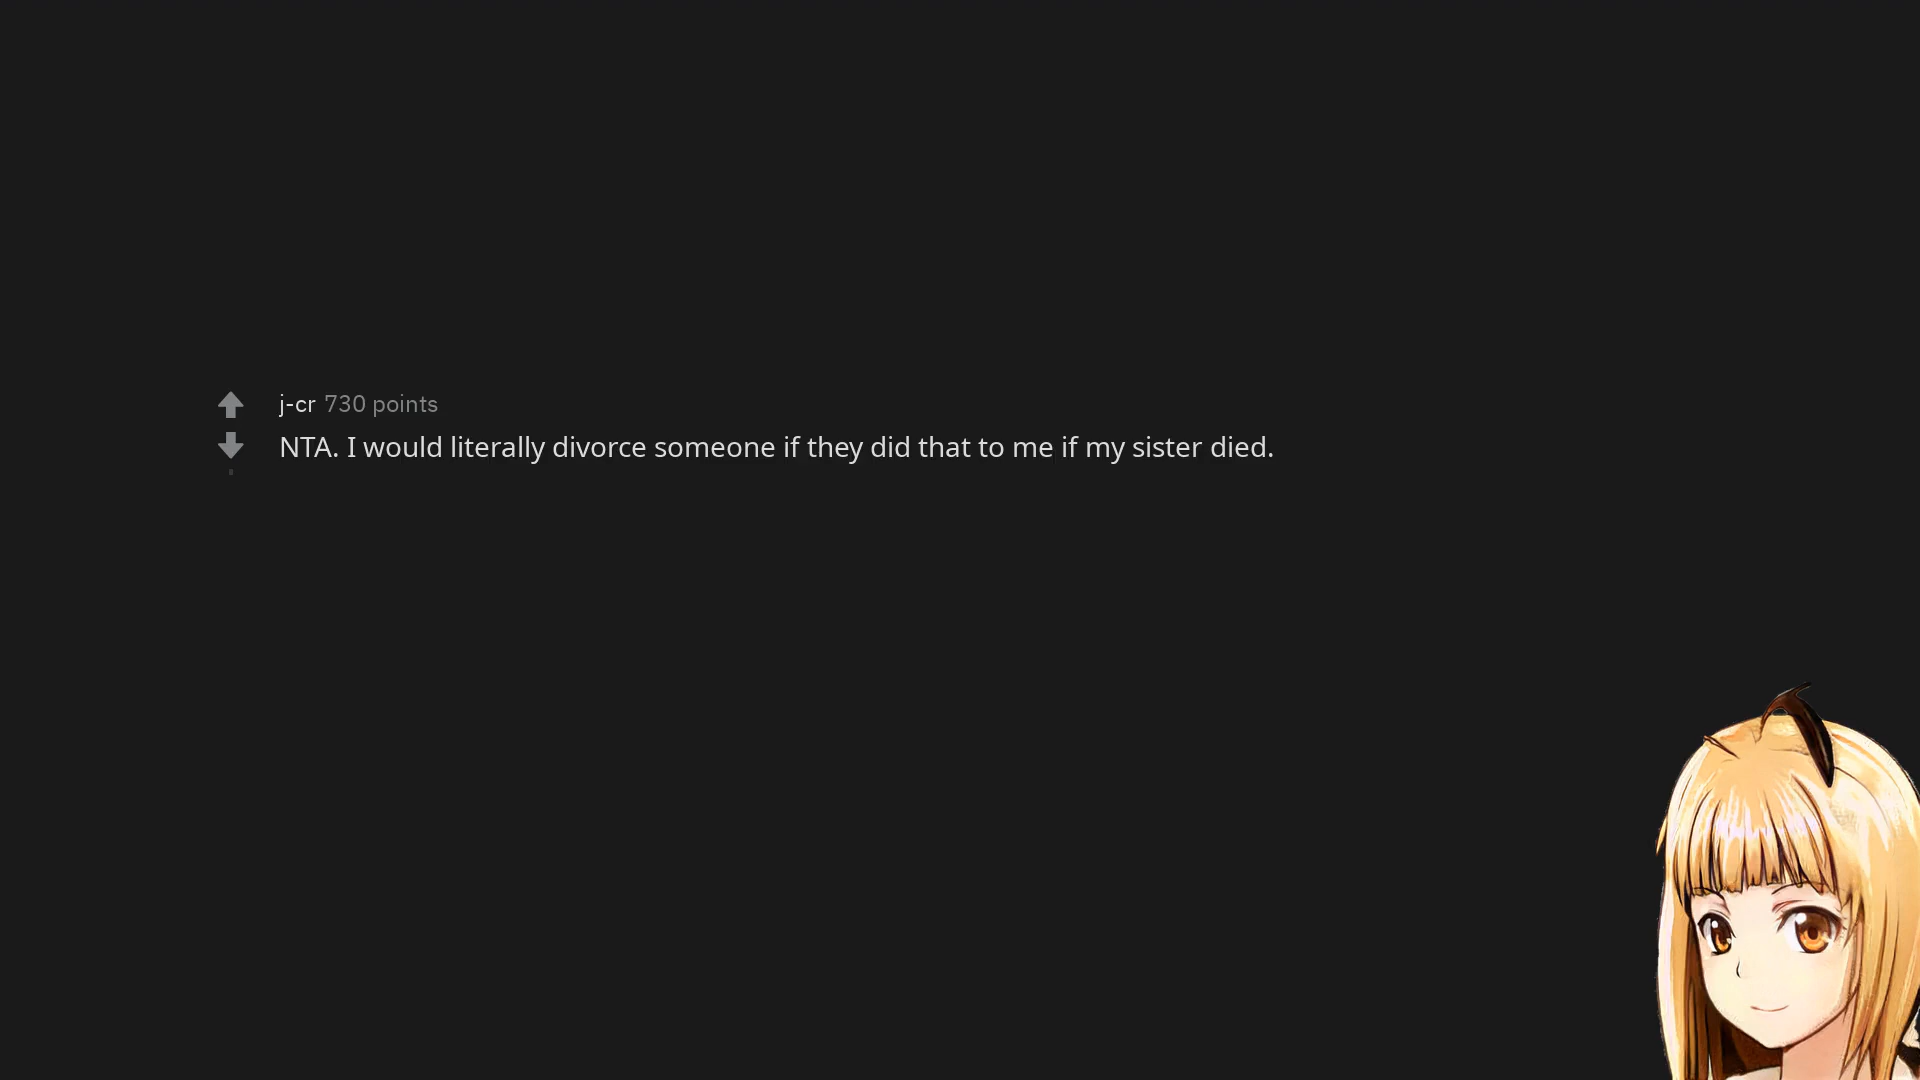 j-cr 730 points
NTA. I would literally divorce someone if they did that to me if my sister died.